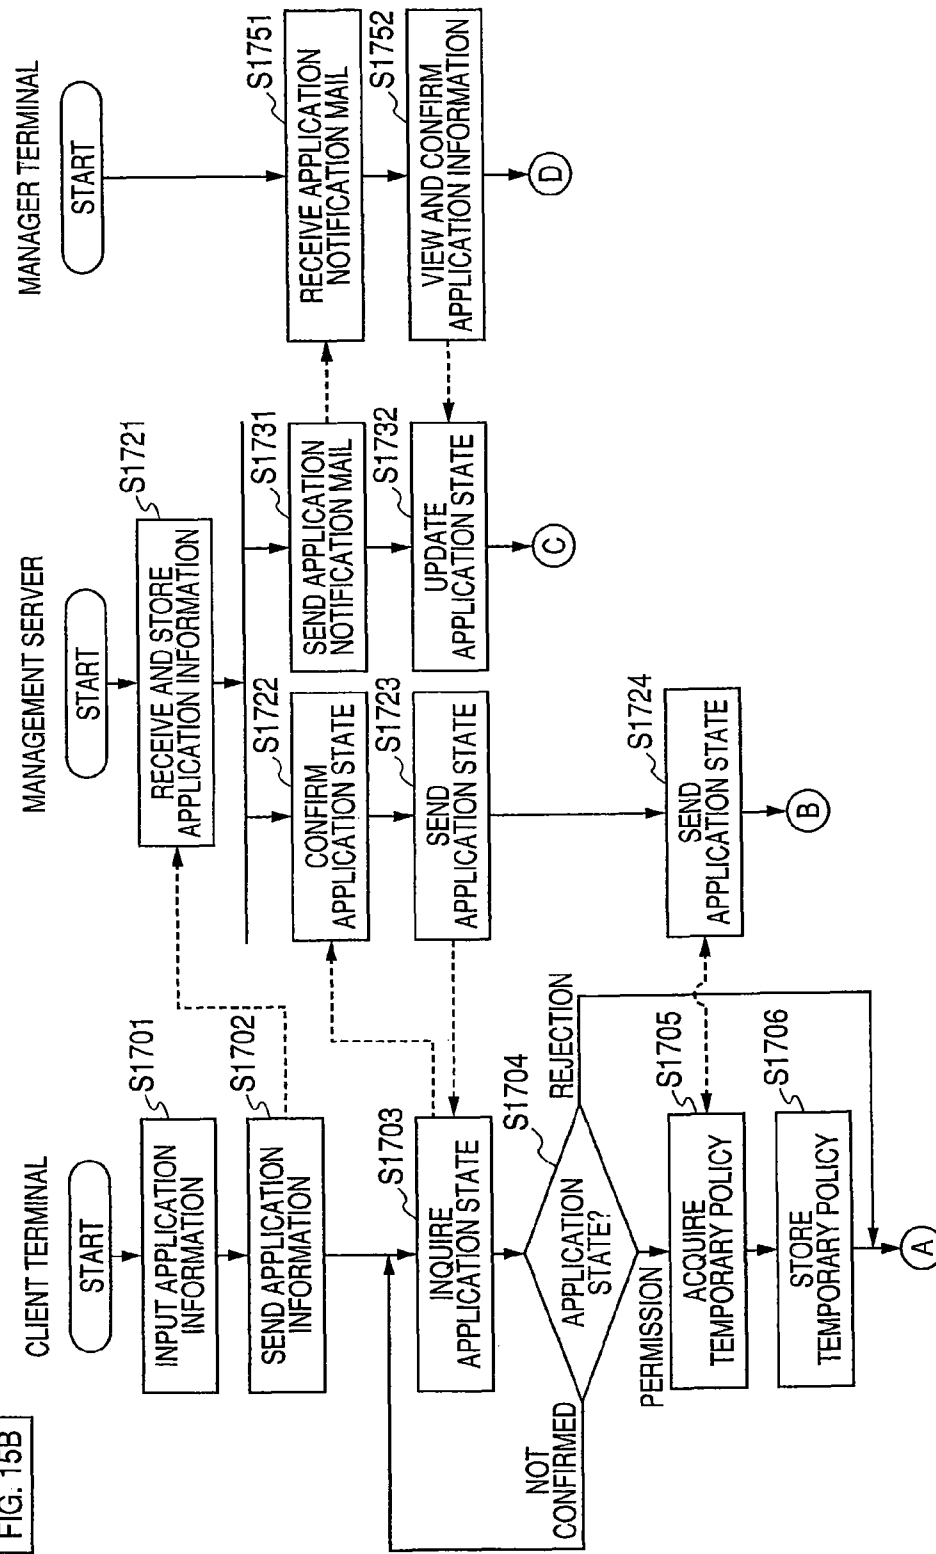 FIG. 15B
CLIENT TERMINAL
START
INPUT APPLICATION
INFORMATION
S1701
SEND APPLICATION
INFORMATION
S1702
INQUIRE
APPLICATION STATE
S1703
APPLICATION
STATE?
S1704
NOT
CONFIRMED
PERMISSION
REJECTION
ACQUIRE
TEMPORARY POLICY
S1705
STORE
TEMPORARY POLICY
S1706
A
MANAGEMENT SERVER
START
RECEIVE AND STORE
APPLICATION INFORMATION
S1721
CONFIRM
APPLICATION STATE
S1722
SEND
APPLICATION STATE
S1723
SEND
APPLICATION STATE
S1724
B
SEND APPLICATION
NOTIFICATION MAIL
S1731
UPDATE
APPLICATION STATE
S1732
C
MANAGER TERMINAL
START
RECEIVE APPLICATION
NOTIFICATION MAIL
S1751
VIEW AND CONFIRM
APPLICATION INFORMATION
S1752
D